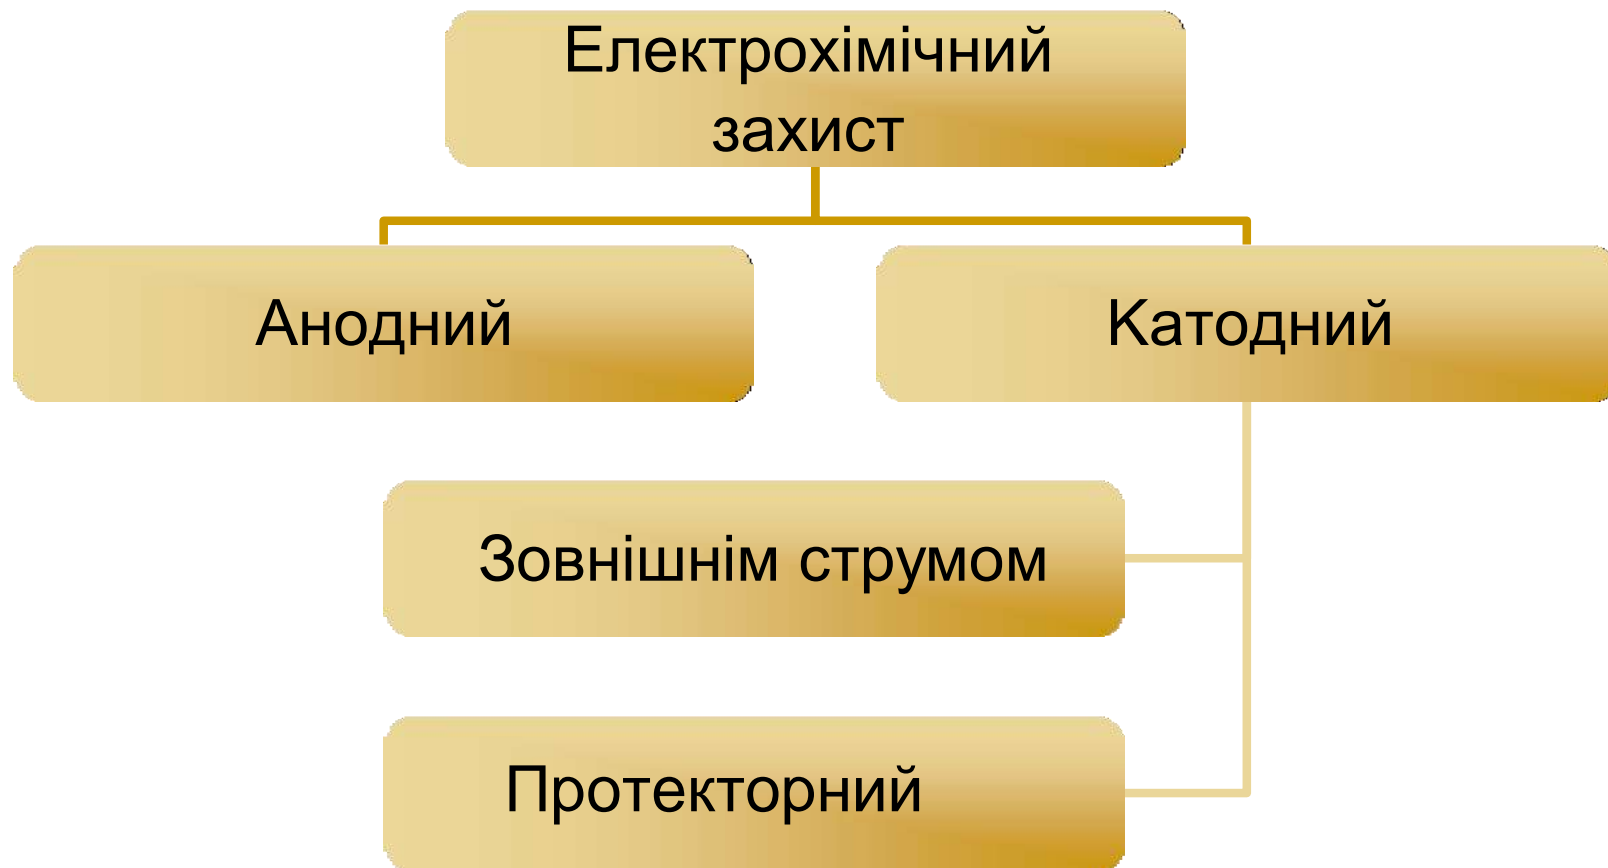 Електрохімічний
захист
Анодний
Катодний
Зовнішнім струмом
Протекторний